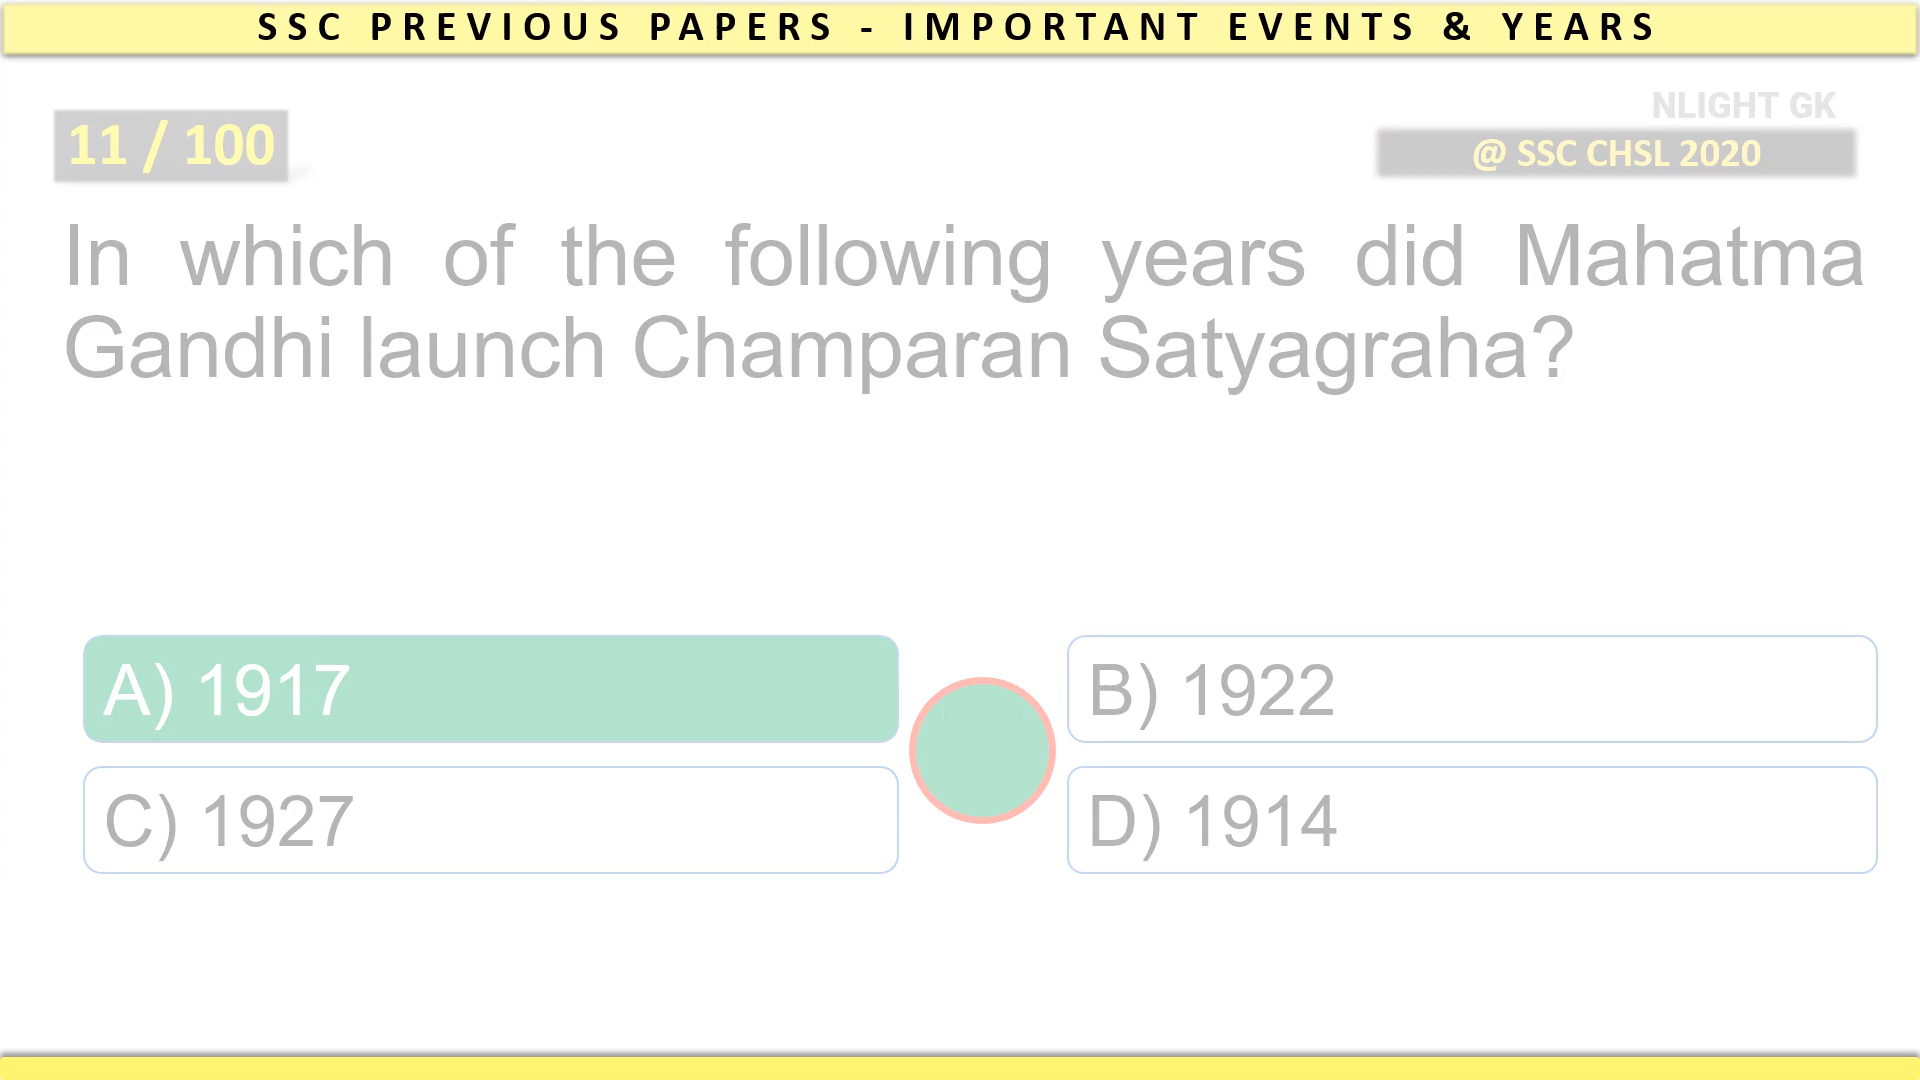 SSC PREVIOUS PAPERS - IMPORTANT EVENTS & YEARS
NLIGHT GK
11 / 100
@ SSC CHSL 2020
In which of the following years did Mahatma
Gandhi launch Champaran Satyagraha?
A) 1917
B) 1922
C) 1927
D) 1914